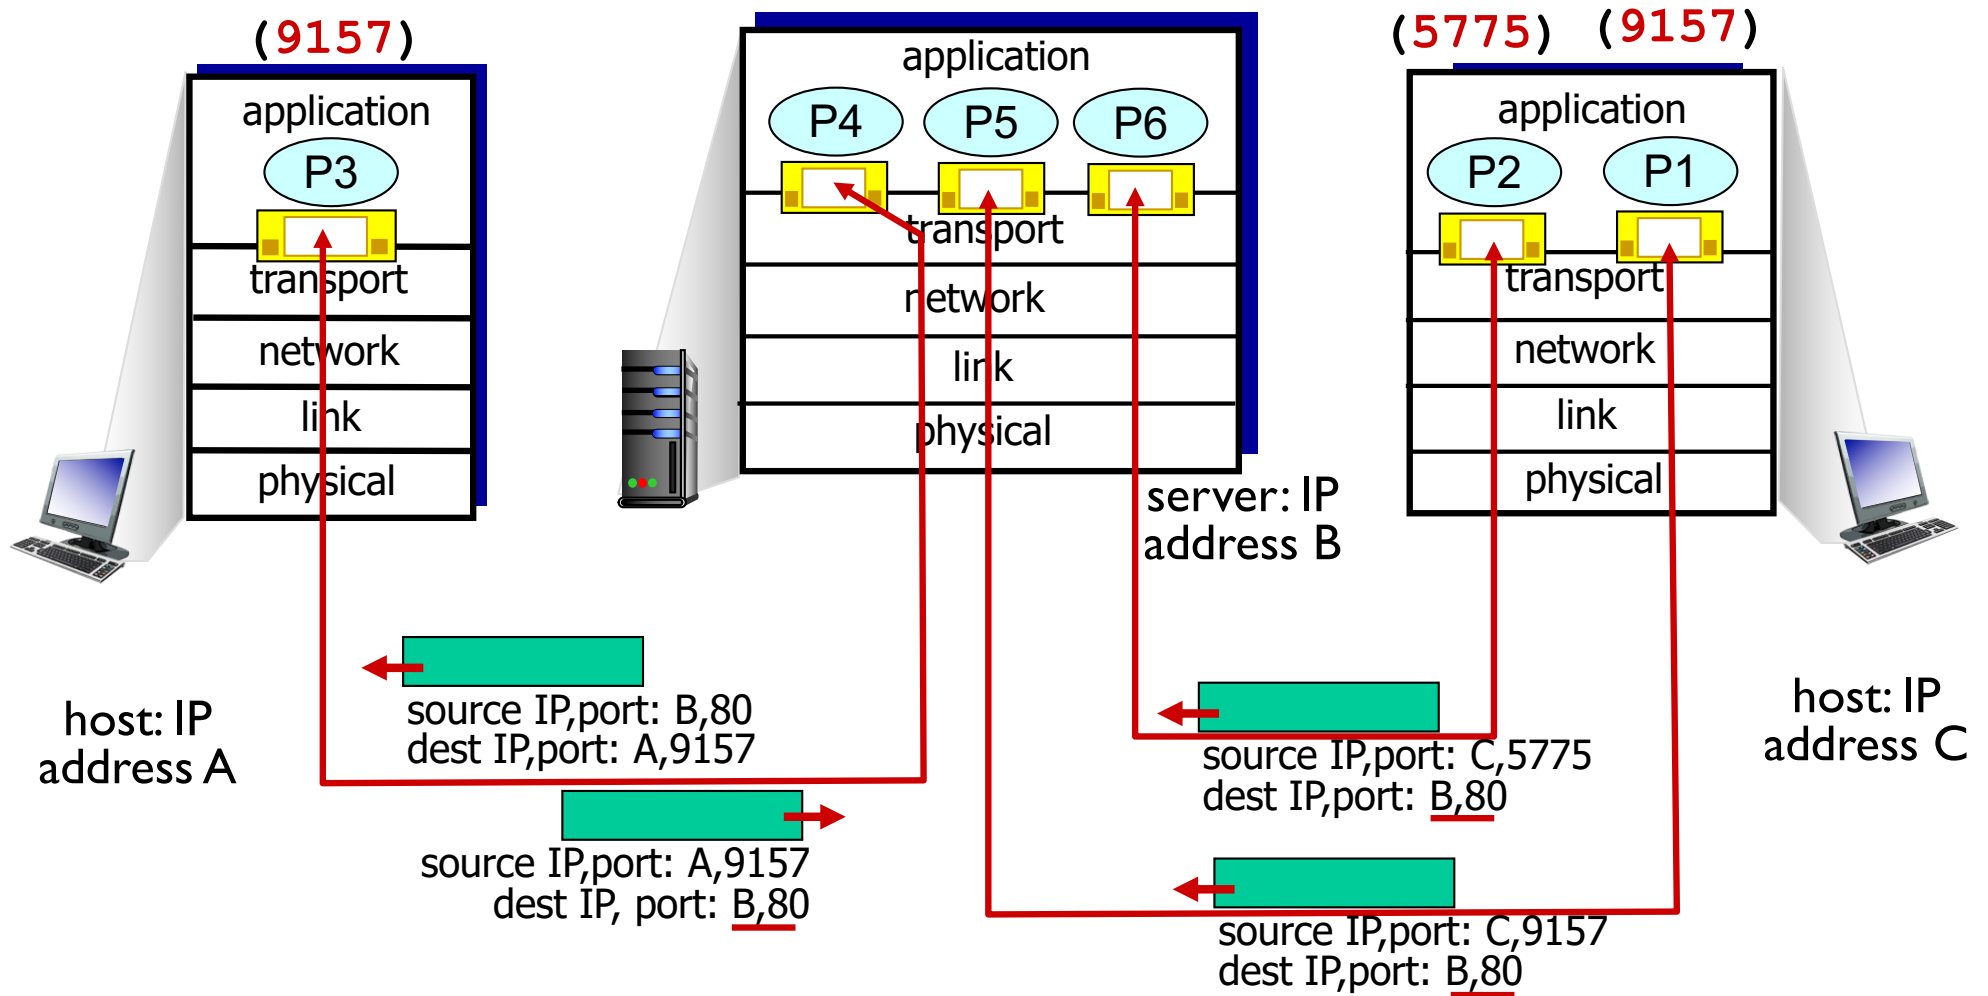 (9157)
application
P3
transport
network
link
physical
host: IP
address A
application
P4
P5
P6
transport
network
link
physical
server: IP
address B
(5775)
(9157)
application
P2
P1
transport
network
link
physical
host: IP
address C
source IP,port: B,80
dest IP,port: A,9157
source IP,port: A,9157
dest IP, port: B,80
source IP,port: C,5775
dest IP,port: B,80
source IP,port: C,9157
dest IP,port: B,80